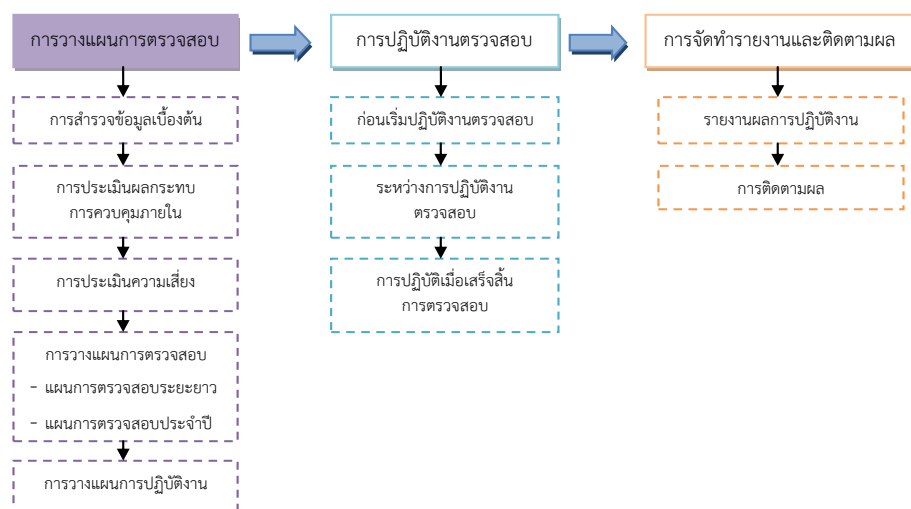 การวางแผนการตรวจสอบ
การสำรวจข้อมูลเบื้องต้น
การประเมินผลกระทบ
การควบคุมภายใน
การประเมินความเสี่ยง
การวางแผนการตรวจสอบ
- แผนการตรวจสอบระยะยาว
- แผนการตรวจสอบประจำปี
การวางแผนการปฏิบัติงาน
การปฏิบัติงานตรวจสอบ
ก่อนเริ่มปฏิบัติงานตรวจสอบ
ระหว่างการปฏิบัติงาน
ตรวจสอบ
การปฏิบัติเมื่อเสร็จสิ้น
การตรวจสอบ
การจัดทำรายงานและติดตามผล
รายงานผลการปฏิบัติงาน
การติดตามผล